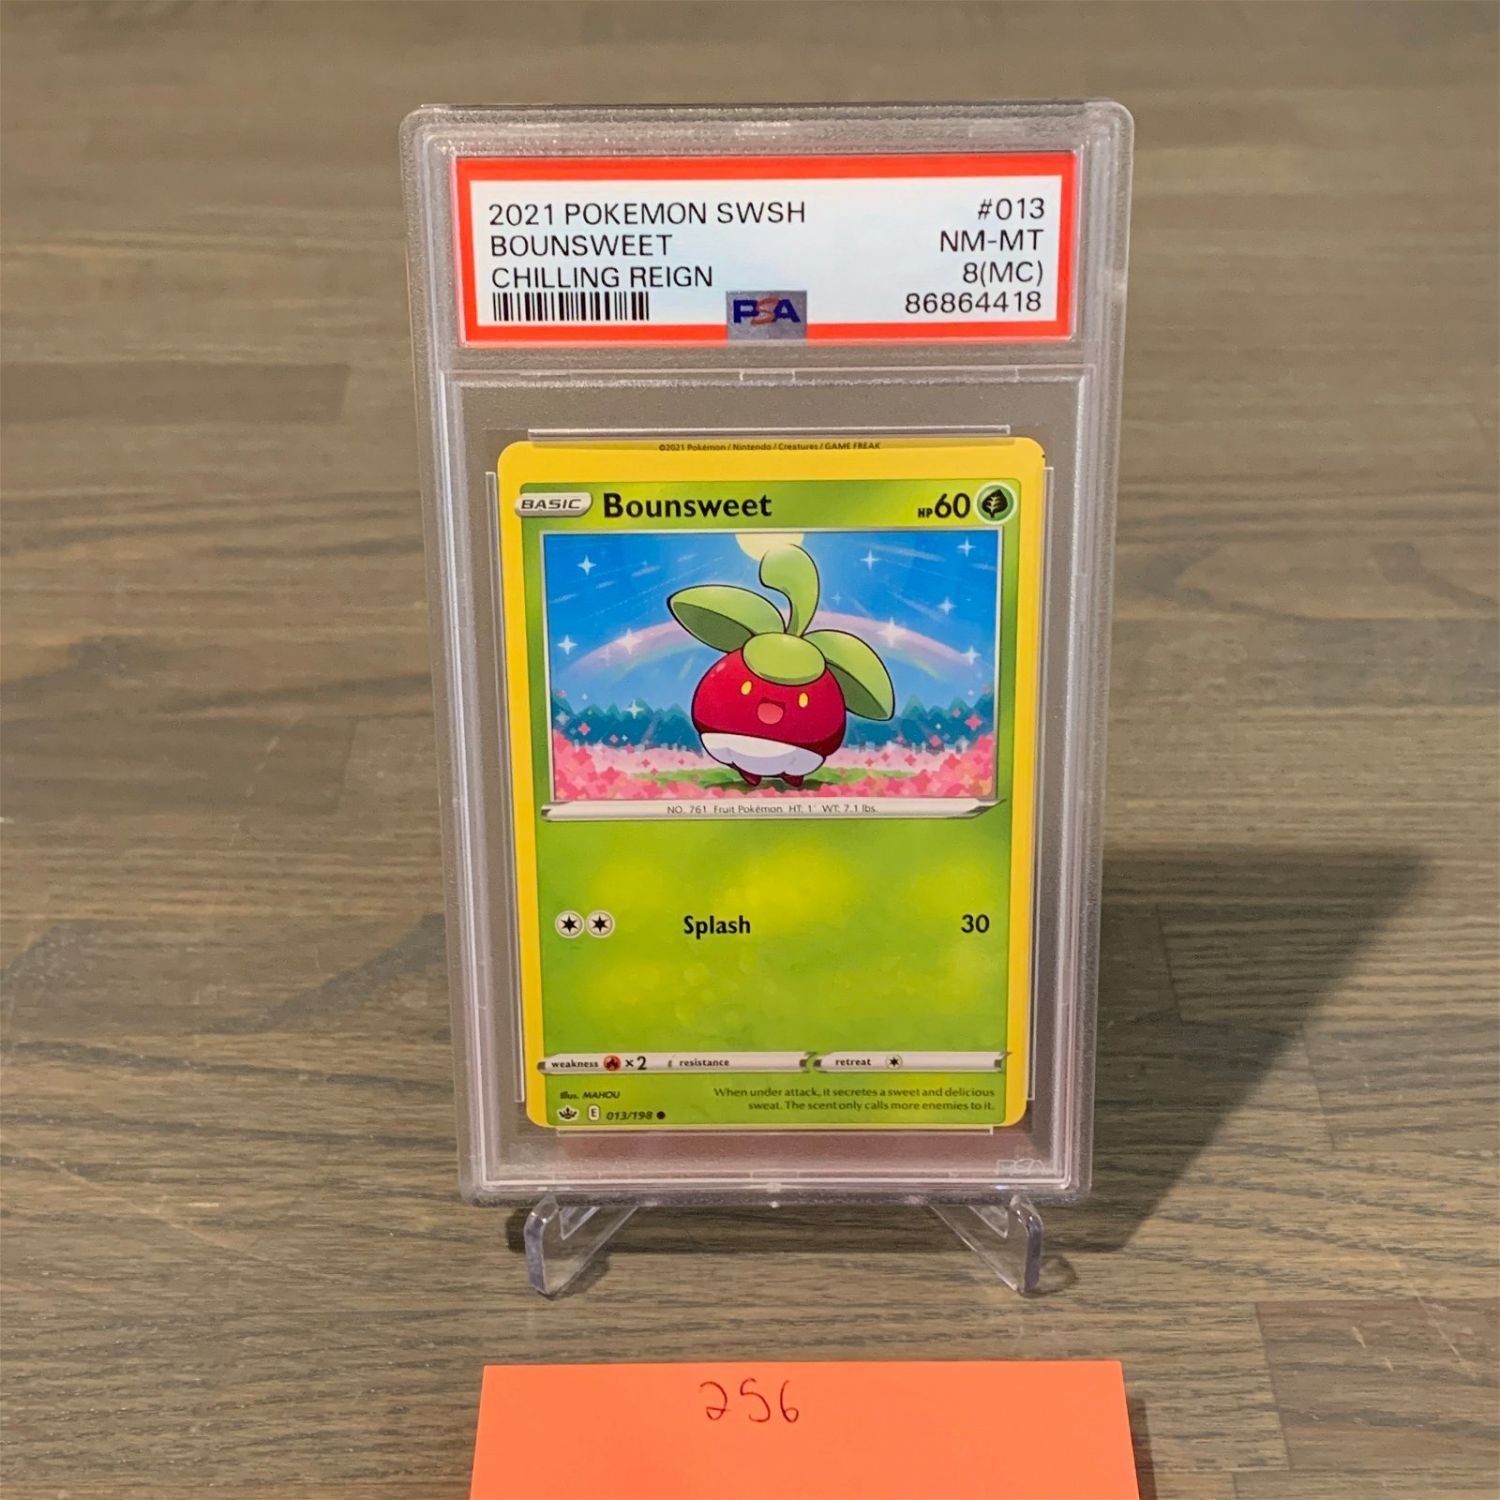 2021 POKEMON SWSH #013
BOUNSWEET NM-MT
CHILLING REIGN 8(MC)
86864418
PSA
©2021 Pokémon / Nintendo / Creatures / GAME FREAK
BASIC Bounsweet HP 60
NO. 761 Fruit Pokémon HT: 1' WT: 7.1 lbs.
Splash 30
weakness ×2 resistance retreat
Illus. MAHOU
When under attack, it secretes a sweet and delicious
sweat. The scent only calls more enemies to it.
E 013/198
PSA
256